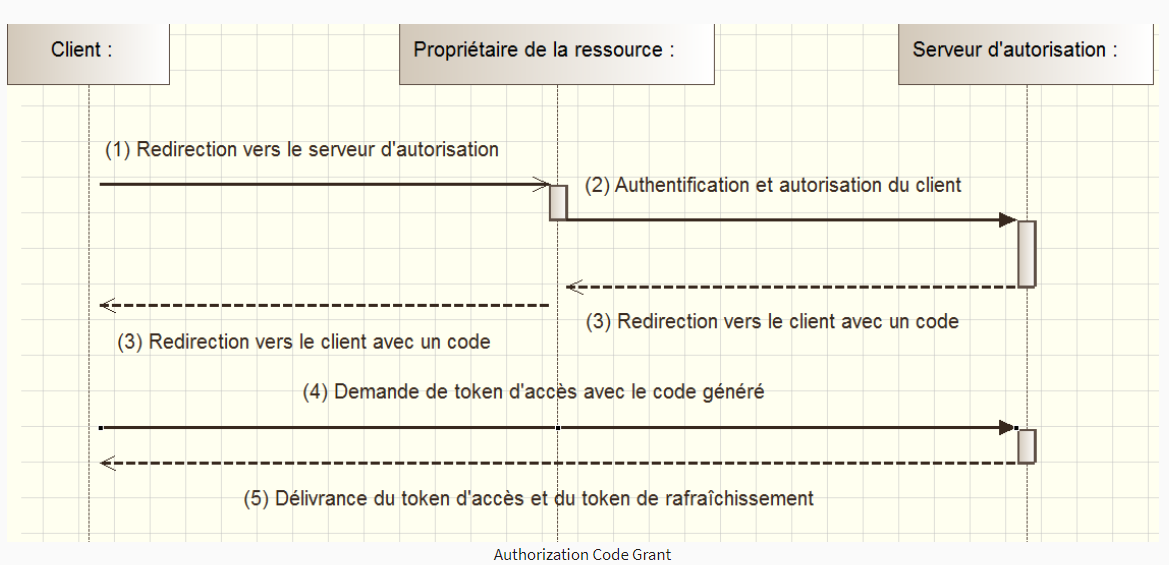 Client :
Propriétaire de la ressource :
Serveur d'autorisation :
(1) Redirection vers le serveur d'autorisation
(2) Authentification et autorisation du client
(3) Redirection vers le client avec un code
(3) Redirection vers le client avec un code
(4) Demande de token d'accès avec le code généré
(5) Délivrance du token d'accès et du token de rafraîchissement
Authorization Code Grant